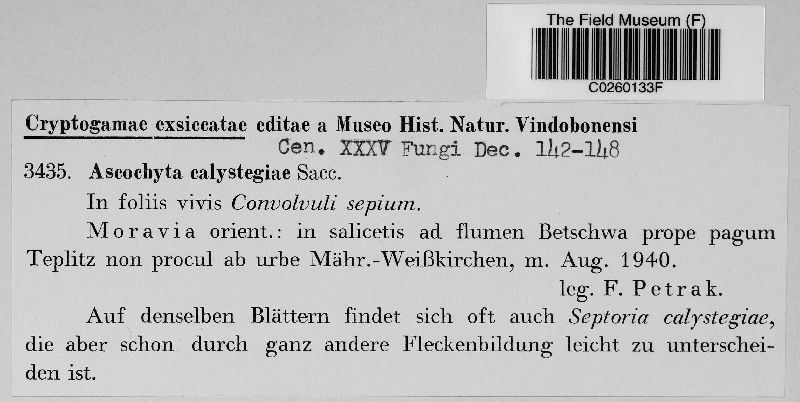 The Field Museum (F)
C0260133F
Cryptogamae exsiccatae editae a Museo Hist. Natur. Vindobonensi
Cen. XXXV Fungi Dec. 142-148
3435. Ascochyta calystegiae Sacc.
In foliis vivis Convolvuli sepium.
Moravia orient.: in salicetis ad flumen Betschwa prope pagum
Teplitz non procul ab urbe Mähr.-Weißkirchen, m. Aug. 1940.
leg. F. Petrak.
Auf denselben Blättern findet sich oft auch Septoria calystegiae,
die aber schon durch ganz andere Fleckenbildung leicht zu unterschei-
den ist.